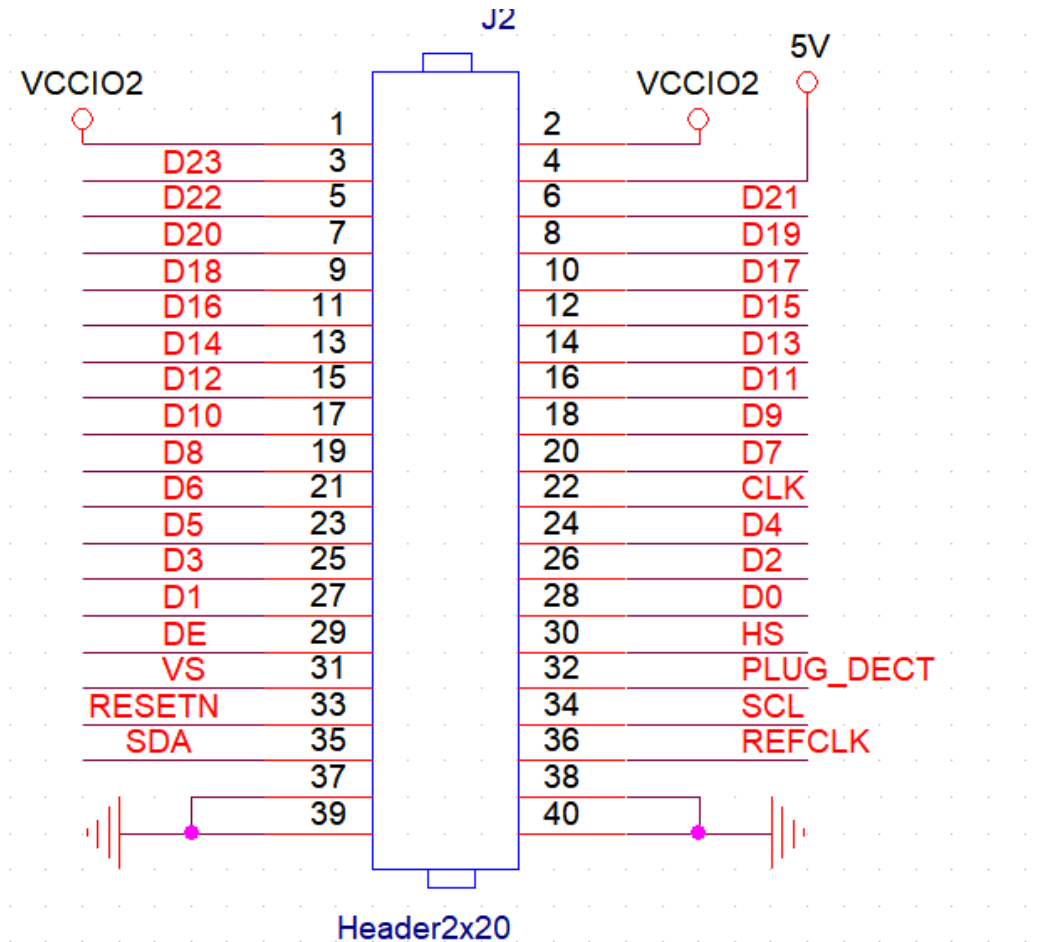 J2
5V
VCCIO2 VCCIO2
1 2
D23 3 4
D22 5 6 D21
D20 7 8 D19
D18 9 10 D17
D16 11 12 D15
D14 13 14 D13
D12 15 16 D11
D10 17 18 D9
D8 19 20 D7
D6 21 22 CLK
D5 23 24 D4
D3 25 26 D2
D1 27 28 D0
DE 29 30 HS
VS 31 32 PLUG_DECT
RESETN 33 34 SCL
SDA 35 36 REFCLK
37 38
39 40
Header2x20